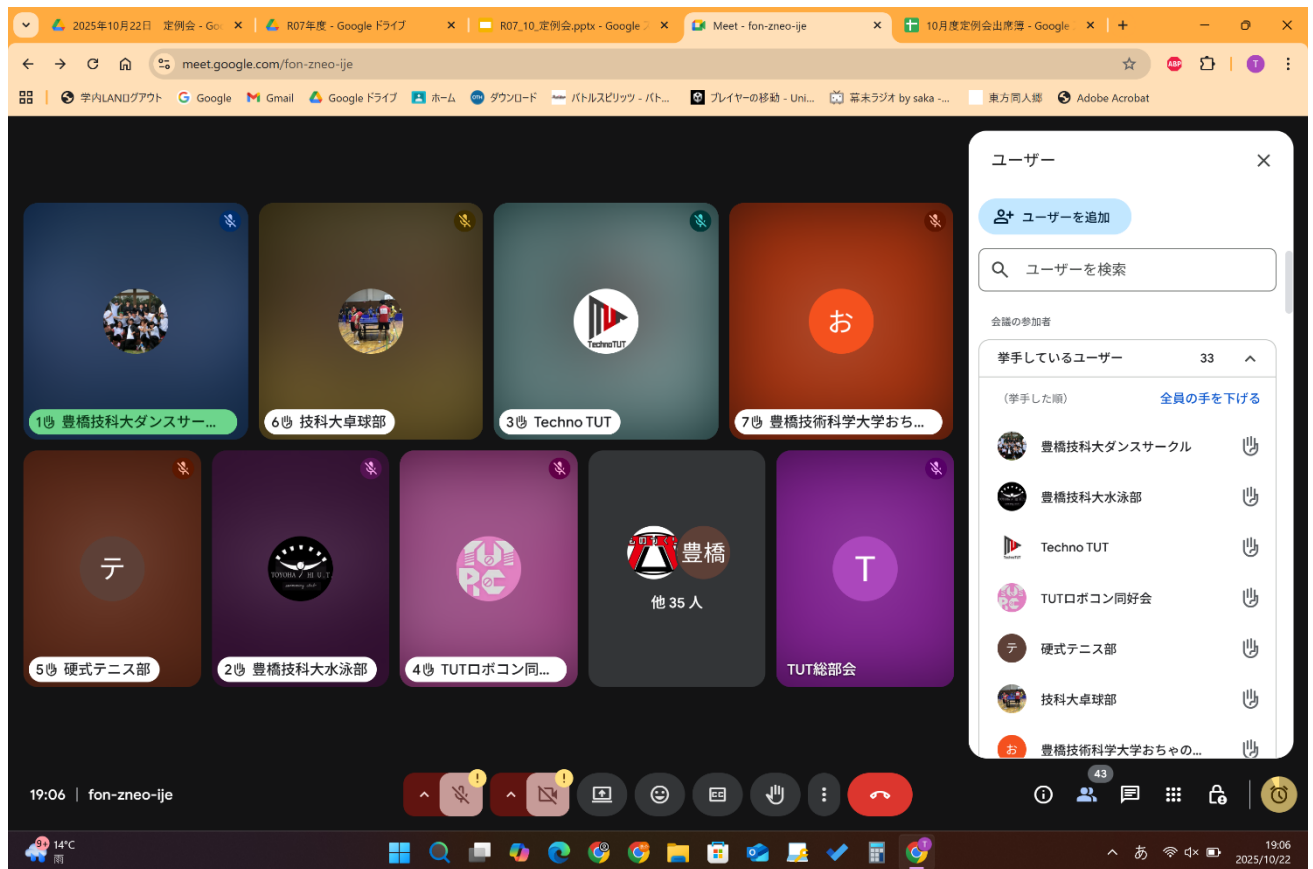 2025年10月22日 定例会 - Goo
R07年度 - Google ドライブ
R07_10_定例会.pptx - Google ス
Meet - fon-zneo-ije
10月度定例会出席簿 - Google
meet.google.com/fon-zneo-ije
ABP
T
学内LANログアウト
Google
Gmail
Google ドライブ
ホーム
ダウンロード
バトルスピリッツ - バト...
プレイヤーの移動 - Uni...
幕末ラジオ by saka -...
東方同人郷
Adobe Acrobat
ユーザー
ユーザーを追加
ユーザーを検索
会議の参加者
挙手しているユーザー 33
(挙手した順) 全員の手を下げる
豊橋技科大ダンスサークル
豊橋技科大水泳部
Techno TUT
TUTロボコン同好会
テ 硬式テニス部
技科大卓球部
お 豊橋技術科学大学おちゃの...
TechnoTUT
お
1 豊橋技科大ダンスサー...
6 技科大卓球部
3 Techno TUT
7 豊橋技術科学大学おち...
テ
豊橋
他 35 人
T
5 硬式テニス部
2 豊橋技科大水泳部
4 TUTロボコン同...
TUT総部会
19:06 | fon-zneo-ije
43
9+
14°C
雨
あ
19:06
2025/10/22